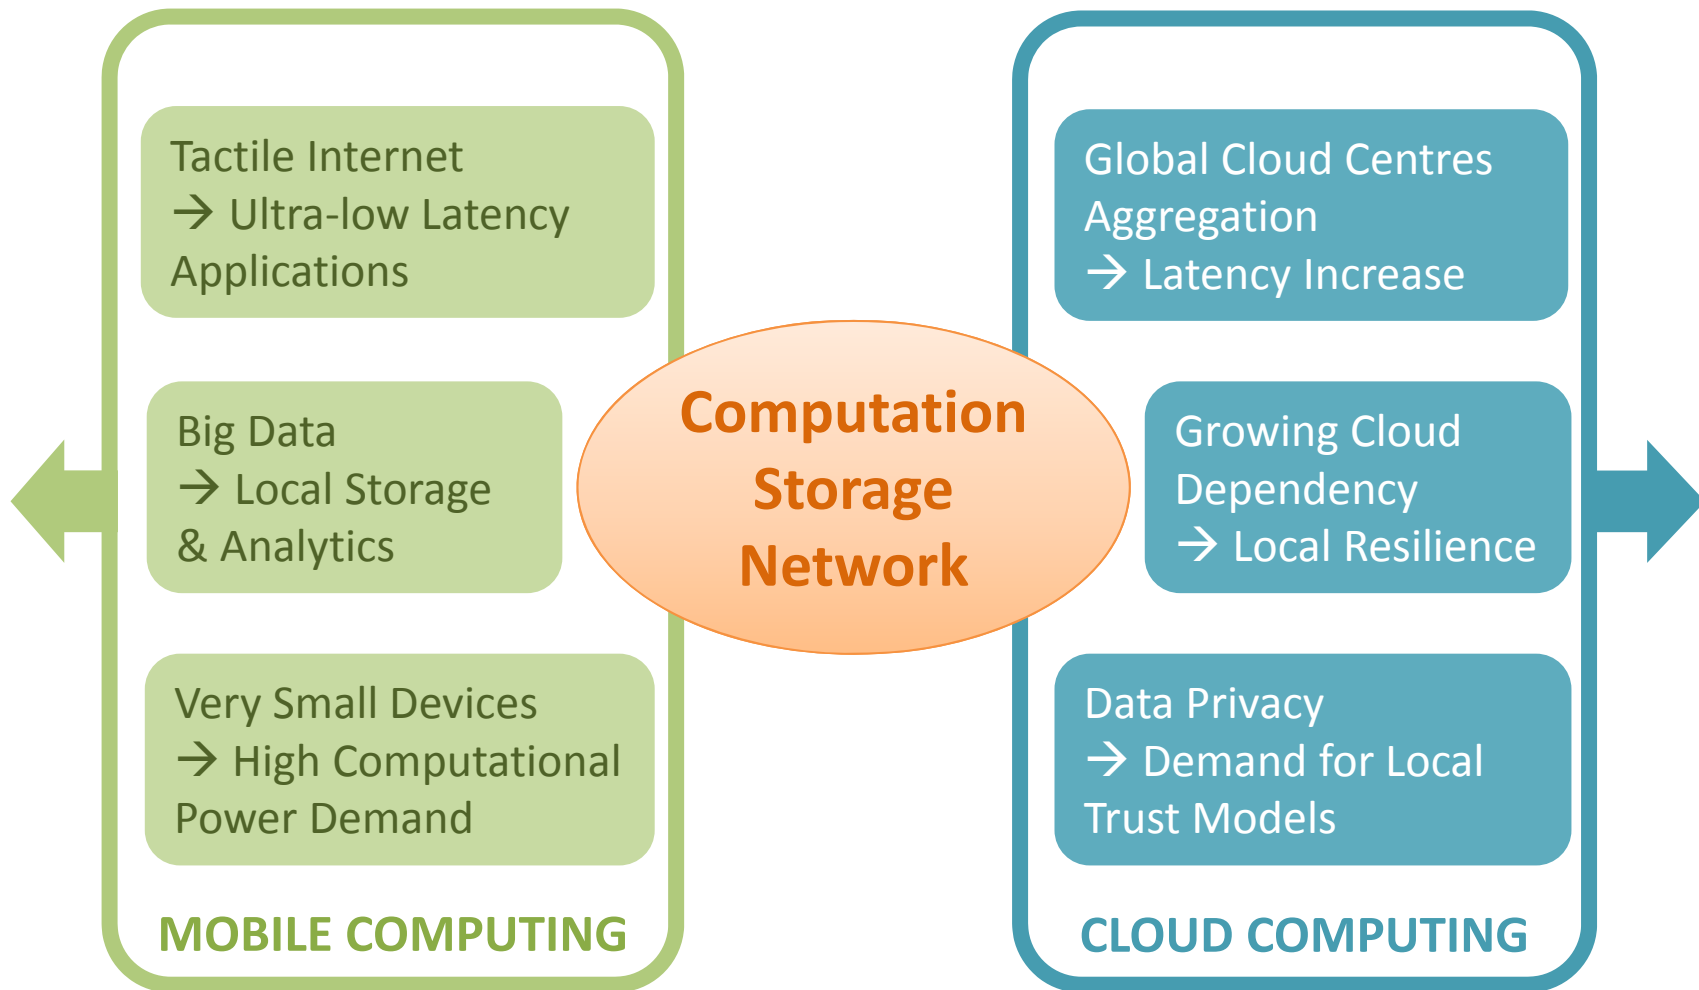 Tactile Internet
→ Ultra-low Latency
Applications
Big Data
→ Local Storage
& Analytics
Very Small Devices
→ High Computational
Power Demand
MOBILE COMPUTING
Computation
Storage
Network
Global Cloud Centres
Aggregation
→ Latency Increase
Growing Cloud
Dependency
→ Local Resilience
Data Privacy
→ Demand for Local
Trust Models
CLOUD COMPUTING